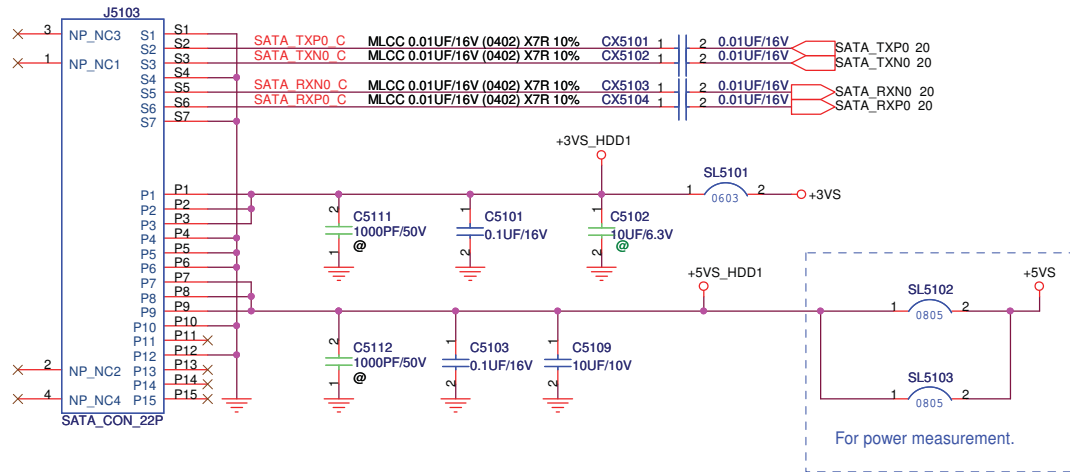 J5103
3 NP_NC3 S1 S1
S2 S2 SATA_TXP0_C MLCC 0.01UF/16V (0402) X7R 10% CX5101 1 2 0.01UF/16V SATA_TXP0 20
1 NP_NC1 S3 S3 SATA_TXN0_C MLCC 0.01UF/16V (0402) X7R 10% CX5102 1 2 0.01UF/16V SATA_TXN0 20
S4 S4
S5 S5 SATA_RXN0_C MLCC 0.01UF/16V (0402) X7R 10% CX5103 1 2 0.01UF/16V SATA_RXN0 20
S6 S6 SATA_RXP0_C MLCC 0.01UF/16V (0402) X7R 10% CX5104 1 2 0.01UF/16V SATA_RXP0 20
S7 S7
+3VS_HDD1
SL5101
P1 P1 1 0603 2 +3VS
P2 P2
P3 P3
P4 P4
P5 P5
P6 P6
2 C5111 1000PF/50V 1 @
1 C5101 0.1UF/16V 2
1 C5102 10UF/6.3V 2 @
P7 P7
P8 P8
P9 P9
P10 P10
P11 P11
P12 P12
2 NP_NC2 P13 P13
P14 P14
4 NP_NC4 P15 P15
SATA_CON_22P
+5VS_HDD1
+5VS
SL5102
1 0805 2
2 C5112 1000PF/50V 1 @
1 C5103 0.1UF/16V 2
1 C5109 10UF/10V 2
SL5103
1 0805 2
For power measurement.